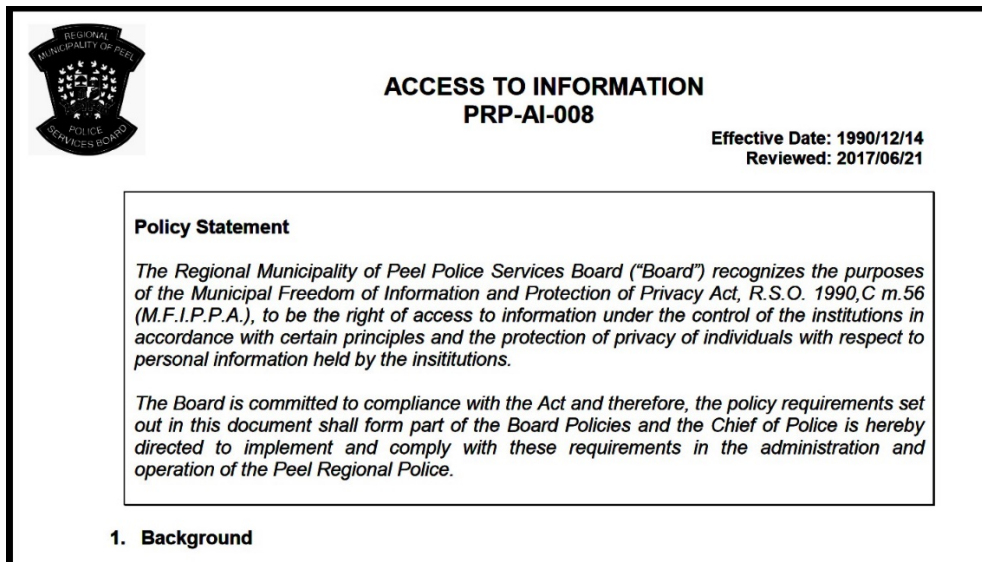 REGIONAL
MUNICIPALITY OF PEEL
POLICE
SERVICES BOARD
ACCESS TO INFORMATION
PRP-AI-008
Effective Date: 1990/12/14
Reviewed: 2017/06/21
Policy Statement
The Regional Municipality of Peel Police Services Board (“Board”) recognizes the purposes
of the Municipal Freedom of Information and Protection of Privacy Act, R.S.O. 1990,C m.56
(M.F.I.P.P.A.), to be the right of access to information under the control of the institutions in
accordance with certain principles and the protection of privacy of individuals with respect to
personal information held by the insititutions.
The Board is committed to compliance with the Act and therefore, the policy requirements set
out in this document shall form part of the Board Policies and the Chief of Police is hereby
directed to implement and comply with these requirements in the administration and
operation of the Peel Regional Police.
1. Background